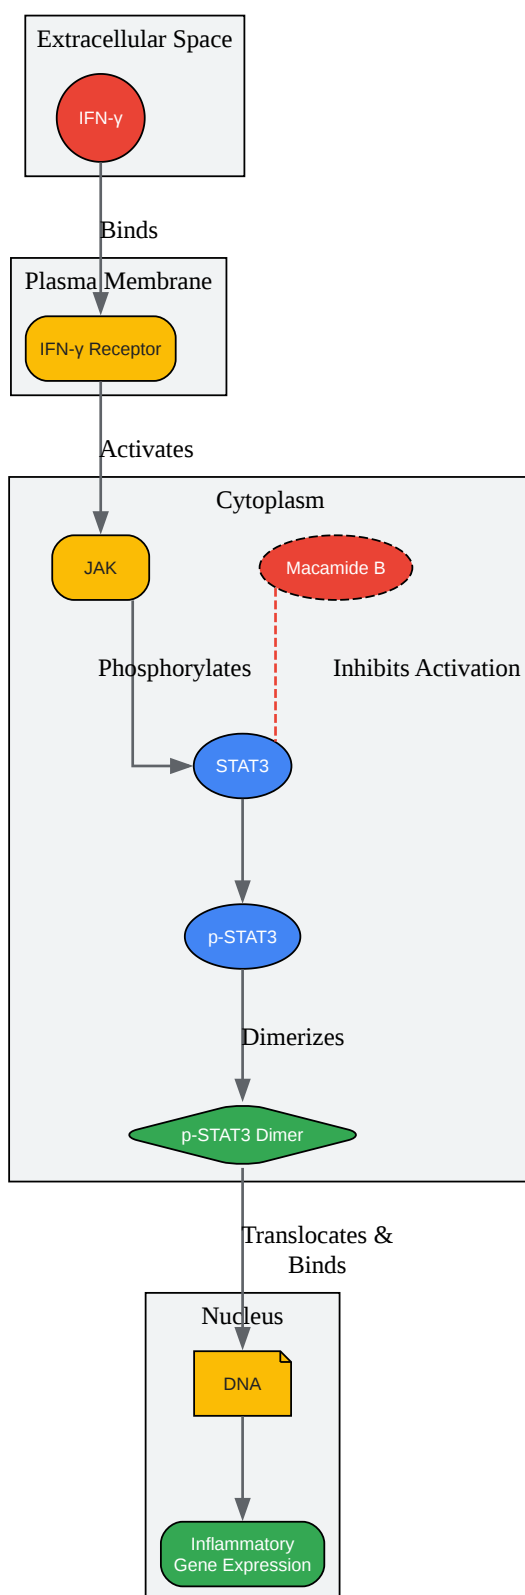 Extracellular Space
IFN-γ
Binds
Plasma Membrane
IFN-γ Receptor
Activates
Cytoplasm
JAK
Macamide B
Phosphorylates
Inhibits Activation
STAT3
p-STAT3
Dimerizes
p-STAT3 Dimer
Translocates &
Binds
Nucleus
DNA
Inflammatory
Gene Expression